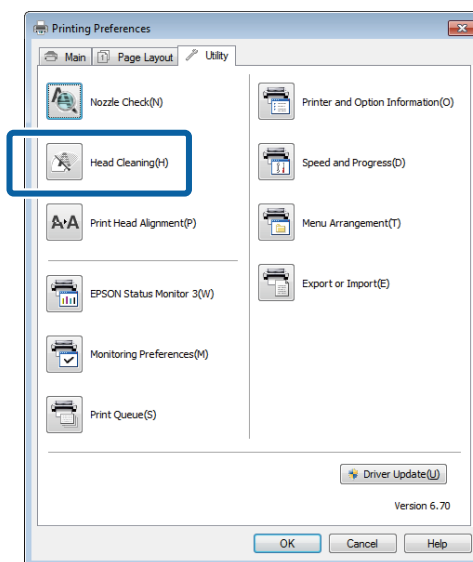 Printing Preferences
Main
Page Layout
Utility
Nozzle Check(N)
Printer and Option Information(O)
Head Cleaning(H)
Speed and Progress(D)
Print Head Alignment(P)
Menu Arrangement(T)
EPSON Status Monitor 3(W)
Export or Import(E)
Monitoring Preferences(M)
Print Queue(S)
Driver Update(U)
Version 6.70
OK
Cancel
Help